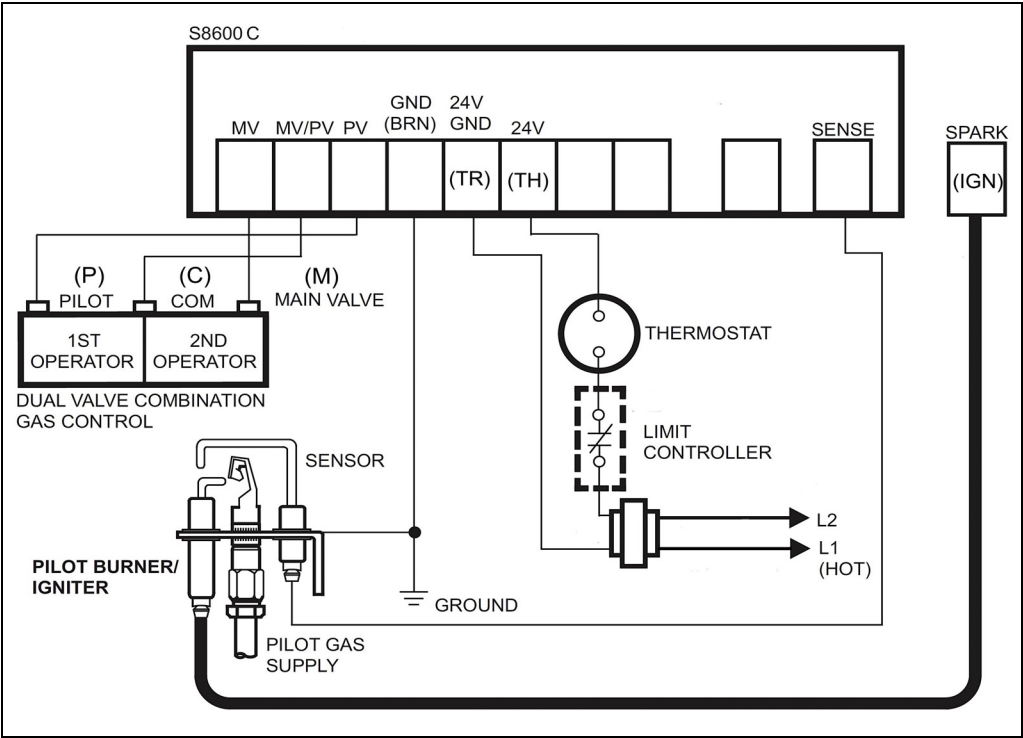 S8600 C
GND 24V
MV MV/PV PV (BRN) GND 24V SENSE
SPARK
(TR) (TH) (IGN)
(P) (C) (M)
PILOT COM MAIN VALVE
1ST 2ND
OPERATOR OPERATOR
DUAL VALVE COMBINATION
GAS CONTROL
THERMOSTAT
LIMIT
CONTROLLER
SENSOR
L2
L1
(HOT)
PILOT BURNER/
IGNITER
GROUND
PILOT GAS
SUPPLY